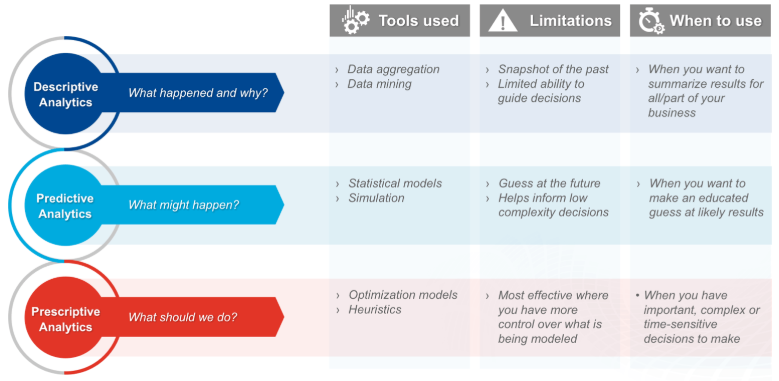 Tools used
Limitations
When to use
Descriptive
Analytics
What happened and why?
› Data aggregation
› Data mining
› Snapshot of the past
› Limited ability to
guide decisions
› When you want to
summarize results for
all/part of your
business
Predictive
Analytics
What might happen?
› Statistical models
› Simulation
› Guess at the future
› Helps inform low
complexity decisions
› When you want to
make an educated
guess at likely results
Prescriptive
Analytics
What should we do?
› Optimization models
› Heuristics
› Most effective where
you have more
control over what is
being modeled
• When you have
important, complex or
time-sensitive
decisions to make